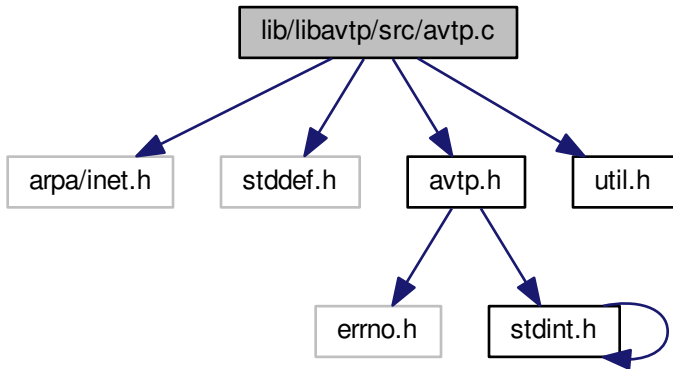 lib/libavtp/src/avtp.c
arpa/inet.h
stddef.h
avtp.h
util.h
errno.h
stdint.h